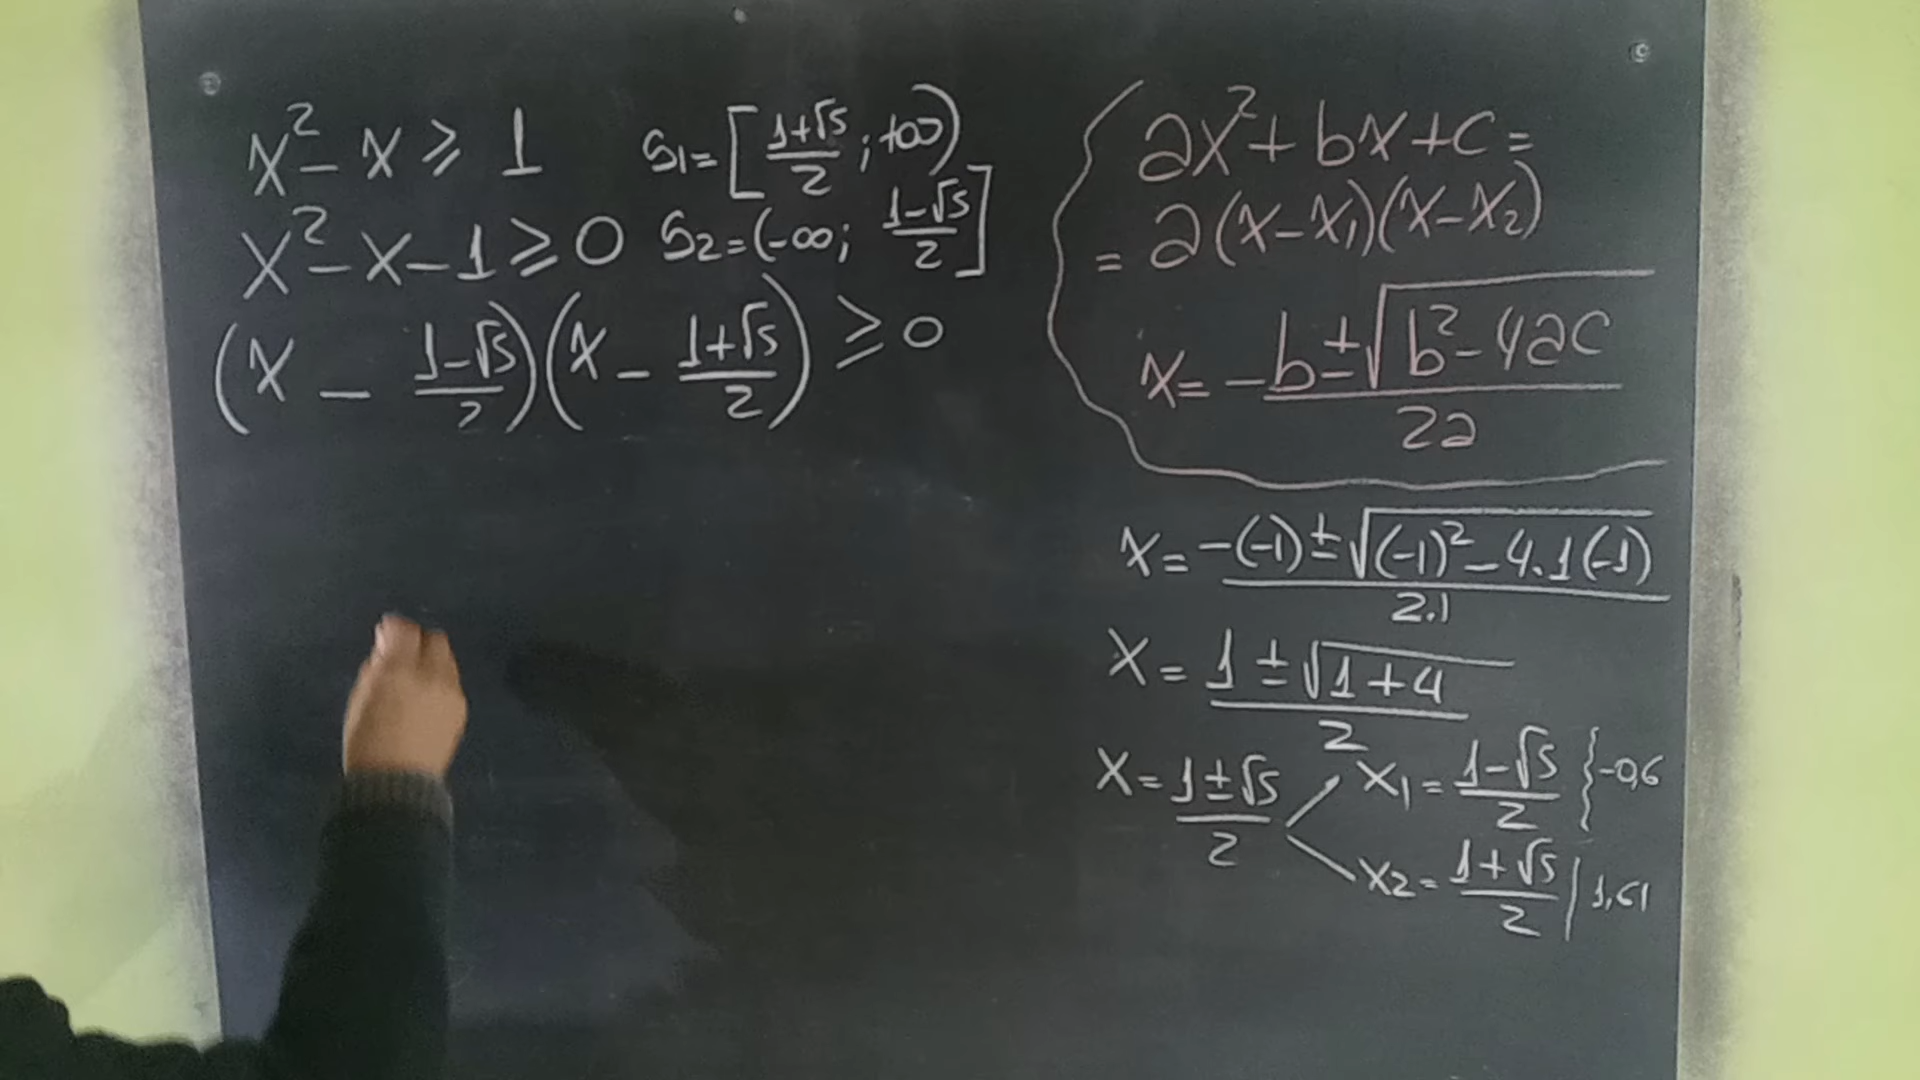 x² - x ⩾ 1
x² - x - 1 ⩾ 0
(x - (1-√5)/2)(x - (1+√5)/2) ⩾ 0
S1 = [(1+√5)/2 ; +∞)
S2 = (-∞ ; (1-√5)/2]
ax² + bx + c =
= a(x-x₁)(x-x₂)
x = (-b ± √(b² - 4ac))/2a
x = (-(-1) ± √((-1)² - 4.1(-1)))/2.1
x = (1 ± √(1+4))/2
x = (1 ± √5)/2
x₁ = (1-√5)/2 } -0,6
x₂ = (1+√5)/2 | 1,61